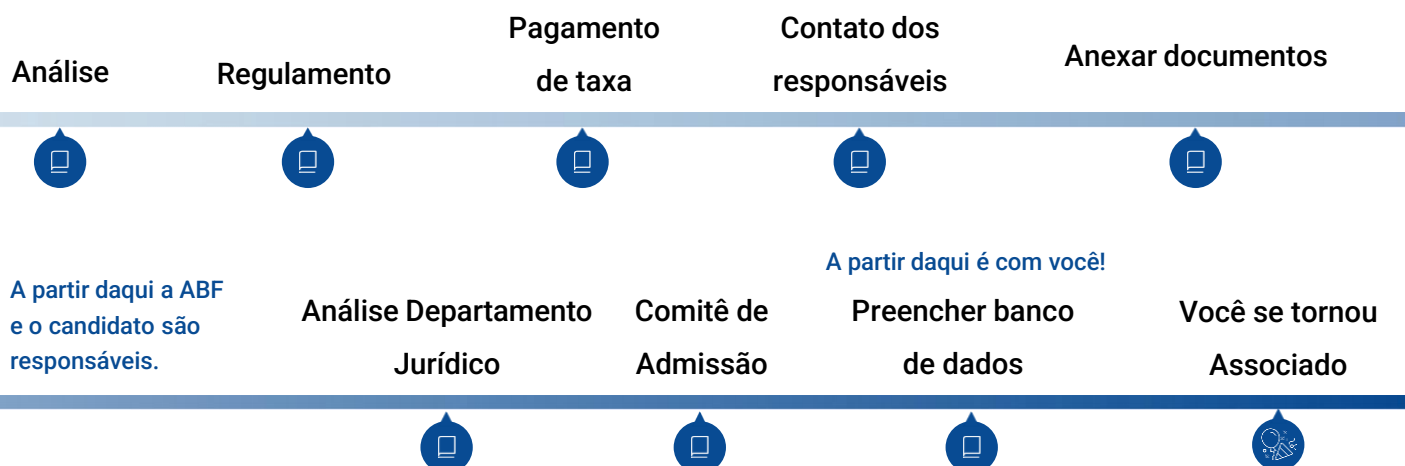 Análise
Regulamento
Pagamento
de taxa
Contato dos
responsáveis
Anexar documentos
A partir daqui a ABF
e o candidato são
responsáveis.
Análise Departamento
Jurídico
Comitê de
Admissão
A partir daqui é com você!
Preencher banco
de dados
Você se tornou
Associado